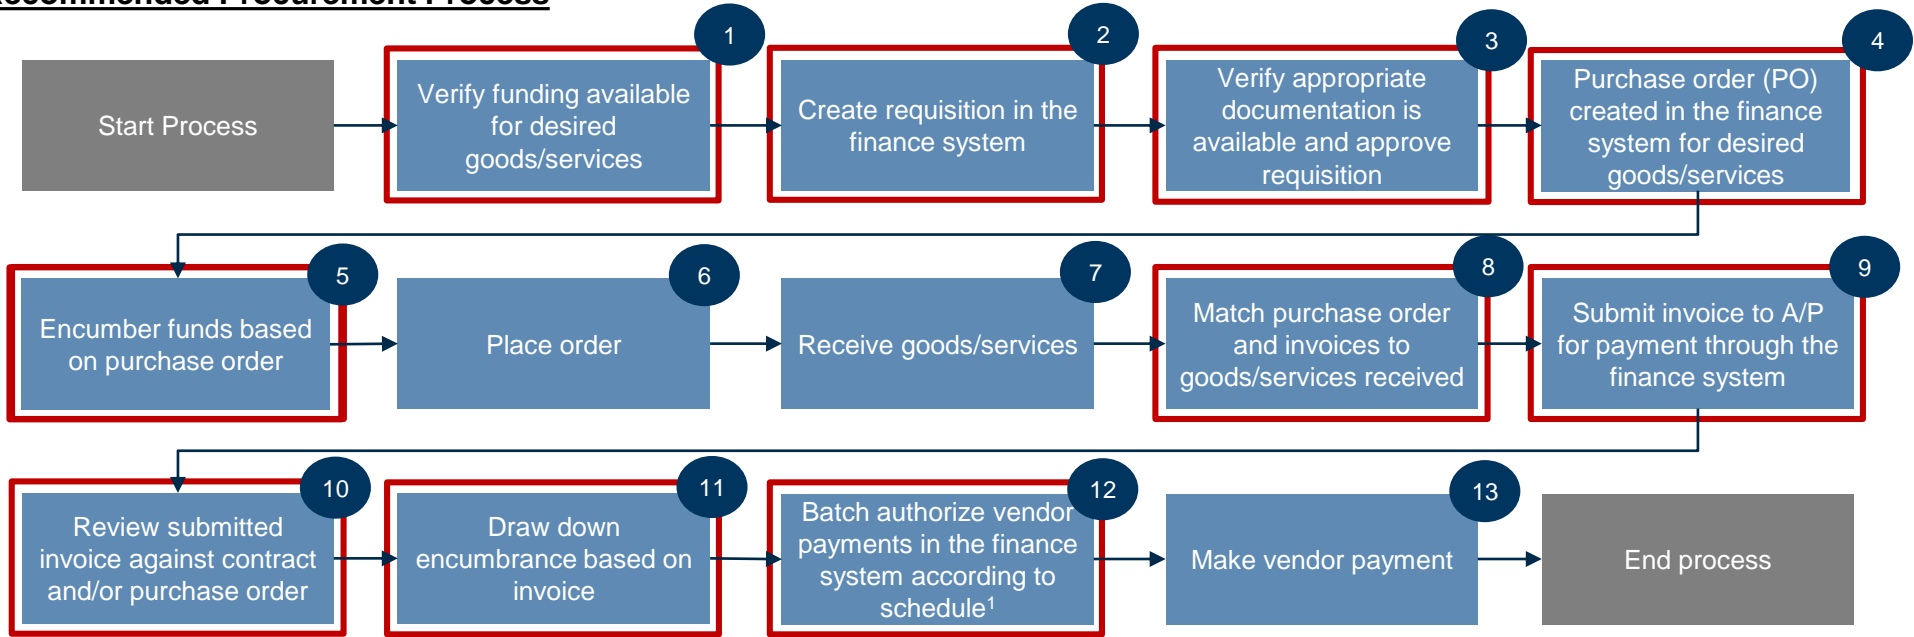 Recommended Procurement Process
Start Process
1
Verify funding available
for desired
goods/services
2
Create requisition in the
finance system
3
Verify appropriate
documentation is
available and approve
requisition
4
Purchase order (PO)
created in the finance
system for desired
goods/services
5
Encumber funds based
on purchase order
6
Place order
7
Receive goods/services
8
Match purchase order
and invoices to
goods/services received
9
Submit invoice to A/P
for payment through the
finance system
10
Review submitted
invoice against contract
and/or purchase order
11
Draw down
encumbrance based on
invoice
12
Batch authorize vendor
payments in the finance
system according to
schedule¹
13
Make vendor payment
End process